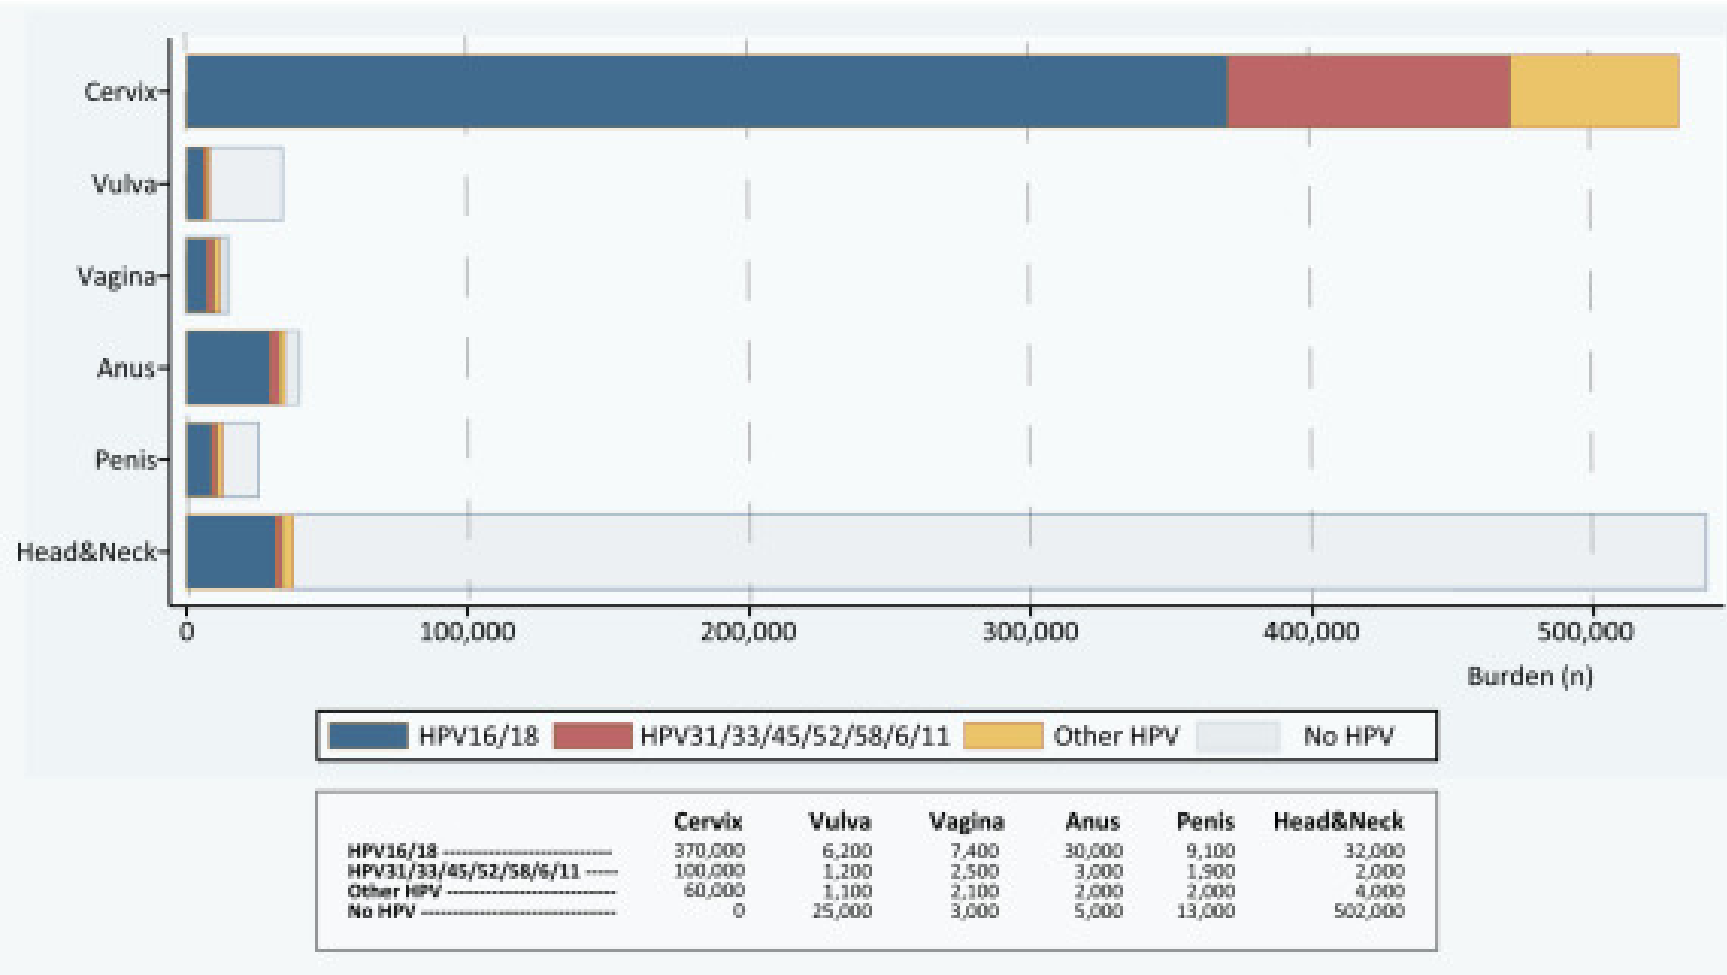 Cervix
Vulva
Vagina
Anus
Penis
Head&Neck
0 100,000 200,000 300,000 400,000 500,000
Burden (n)
HPV16/18 HPV31/33/45/52/58/6/11 Other HPV No HPV
Cervix Vulva Vagina Anus Penis Head&Neck
HPV16/18 ---------------------------- 370,000 6,200 7,400 30,000 9,100 32,000
HPV31/33/45/52/58/6/11 ----- 100,000 1,200 2,500 3,000 1,900 2,000
Other HPV ---------------------------- 60,000 1,100 2,100 2,000 2,000 4,000
No HPV -------------------------------- 0 25,000 3,000 5,000 13,000 502,000